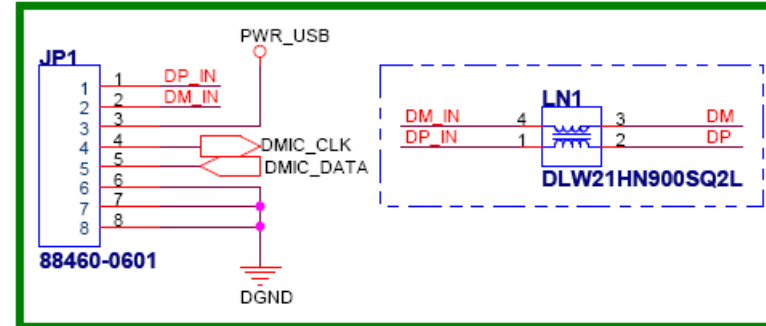 PWR_USB
JP1
1 1 DP_IN
2 2 DM_IN
3 3
4 4 DMIC_CLK
5 5 DMIC_DATA
6 6
7 7
8 8
88460-0601
DGND
LN1
DM_IN 4 3 DM
DP_IN 1 2 DP
DLW21HN900SQ2L